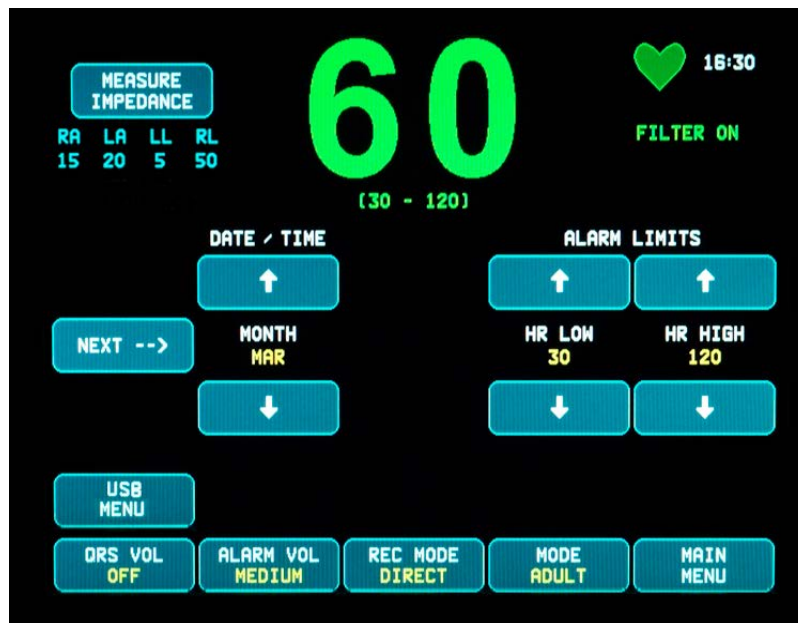 60
16:30
MEASURE
IMPEDANCE
RA LA LL RL
15 20 5 50
FILTER ON
(30 - 120)
DATE / TIME
ALARM LIMITS
↑ ↑ ↑
NEXT -->
MONTH
MAR
HR LOW
30
HR HIGH
120
↓ ↓ ↓
USB
MENU
QRS VOL
OFF
ALARM VOL
MEDIUM
REC MODE
DIRECT
MODE
ADULT
MAIN
MENU